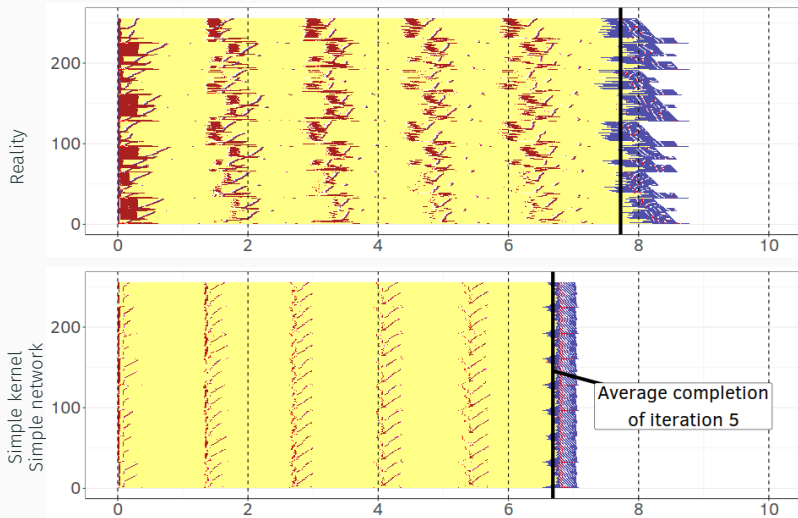 Reality
200
100
0
0 2 4 6 8 10
Simple kernel
Simple network
200
100
0
Average completion
of iteration 5
0 2 4 6 8 10